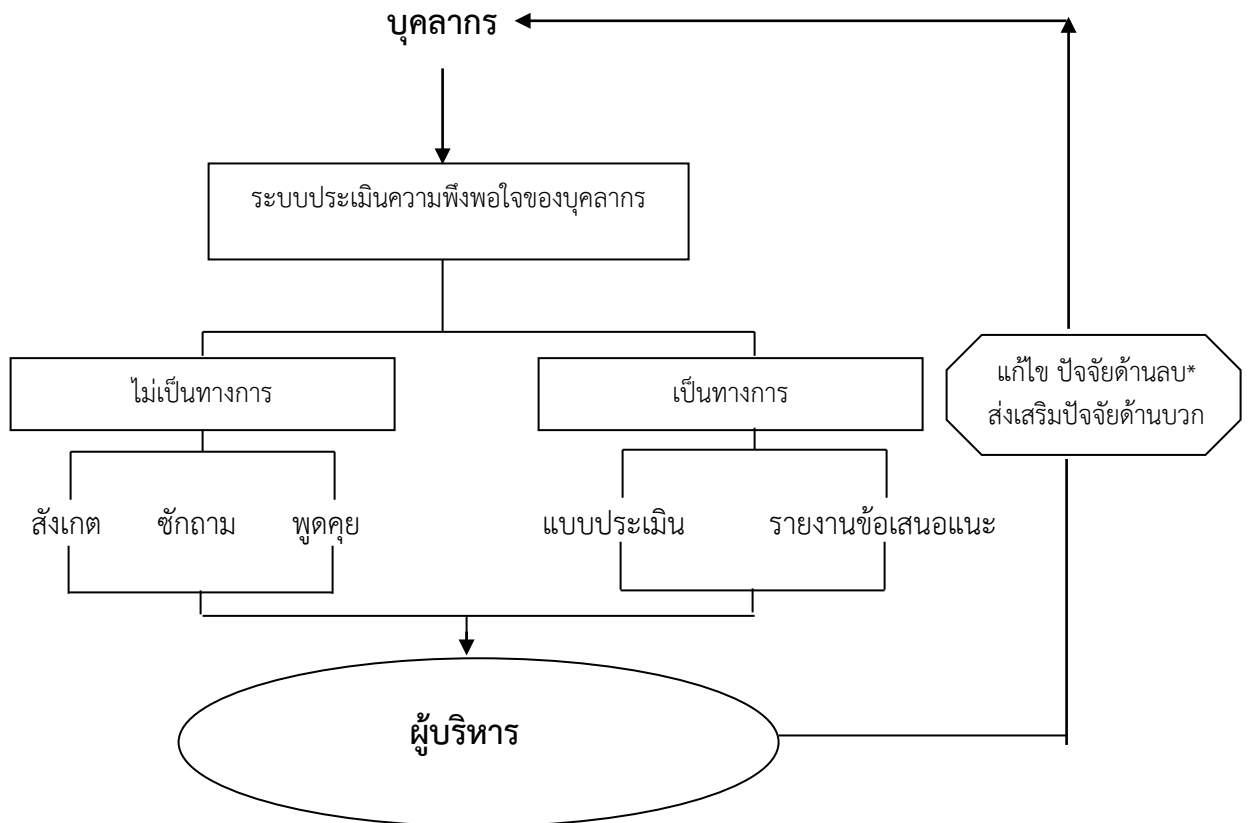 บุคลากร
ระบบประเมินความพึงพอใจของบุคลากร
ไม่เป็นทางการ
เป็นทางการ
แก้ไข ปัจจัยด้านลบ*
ส่งเสริมปัจจัยด้านบวก
สังเกต ซักถาม พูดคุย
แบบประเมิน รายงานข้อเสนอแนะ
ผู้บริหาร